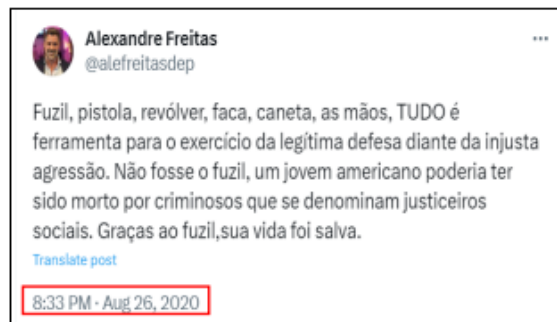 Alexandre Freitas
@alefreitasdep
...
Fuzil, pistola, revólver, faca, caneta, as mãos, TUDO é
ferramenta para o exercício da legítima defesa diante da injusta
agressão. Não fosse o fuzil, um jovem americano poderia ter
sido morto por criminosos que se denominam justiceiros
sociais. Graças ao fuzil,sua vida foi salva.
Translate post
8:33 PM · Aug 26, 2020